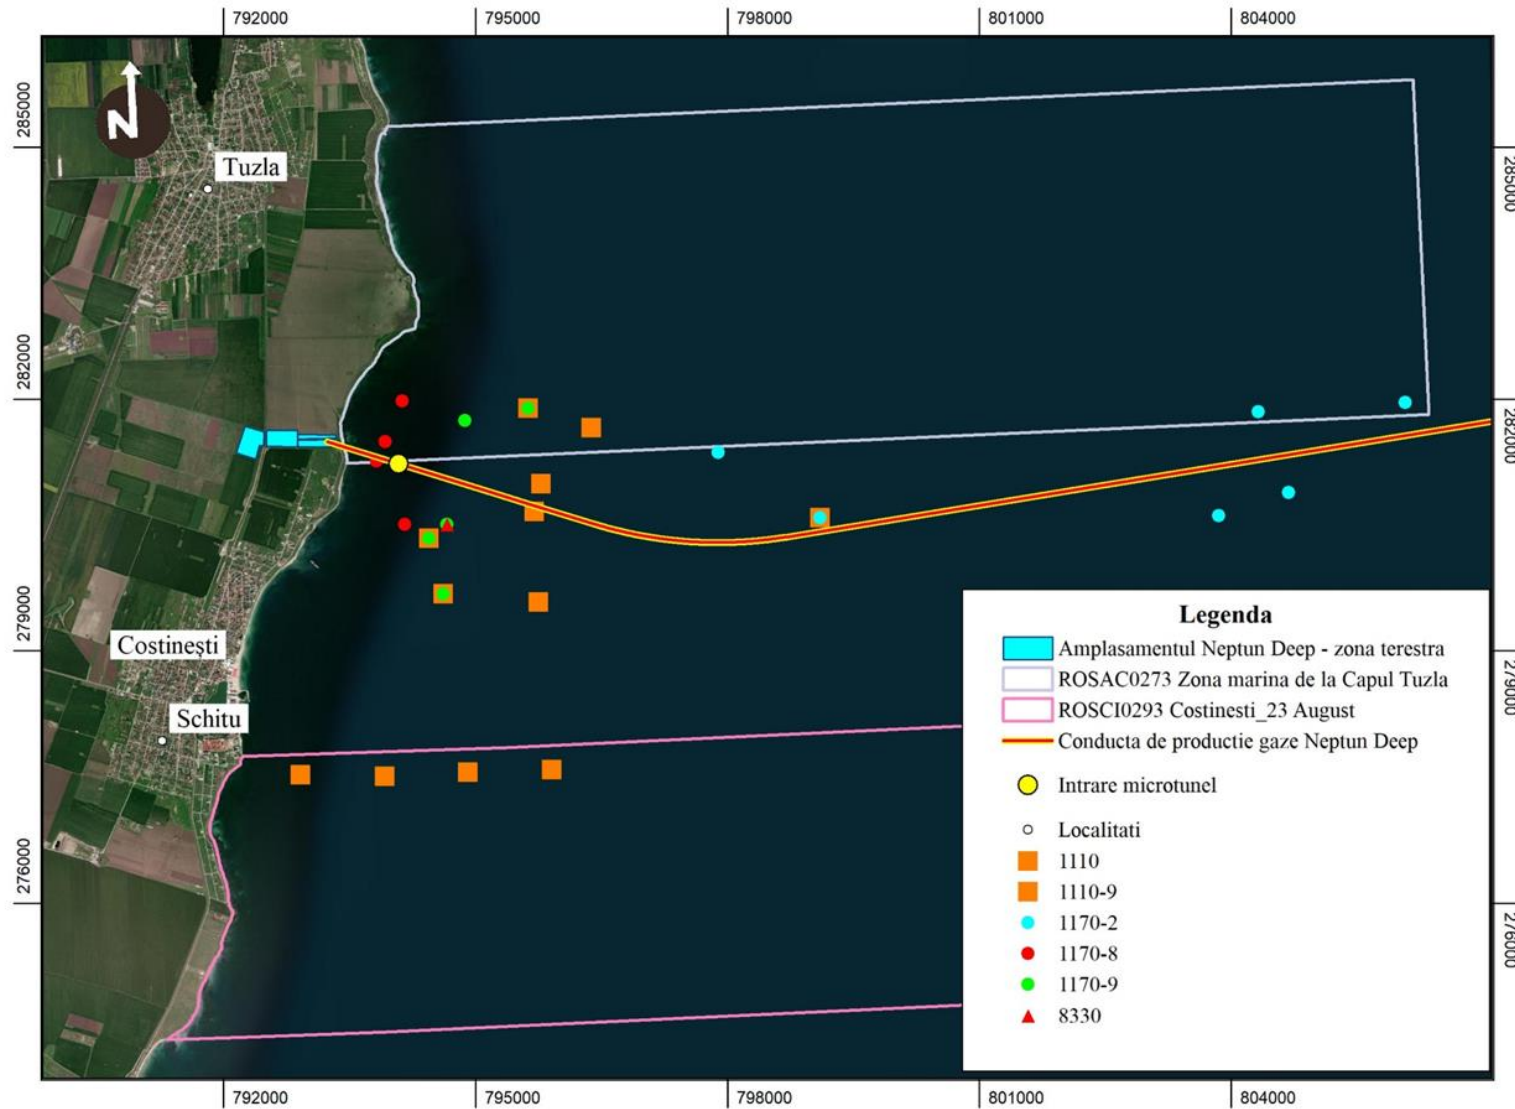 792000 795000 798000 801000 804000
285000
285000
N
Tuzla
282000
282000
279000
279000
Costinești
Schitu
276000
276000
Legenda
Amplasamentul Neptun Deep - zona terestra
ROSAC0273 Zona marina de la Capul Tuzla
ROSCI0293 Costinesti_23 August
Conducta de productie gaze Neptun Deep
Intrare microtunel
Localitati
1110
1110-9
1170-2
1170-8
1170-9
8330
792000 795000 798000 801000 804000